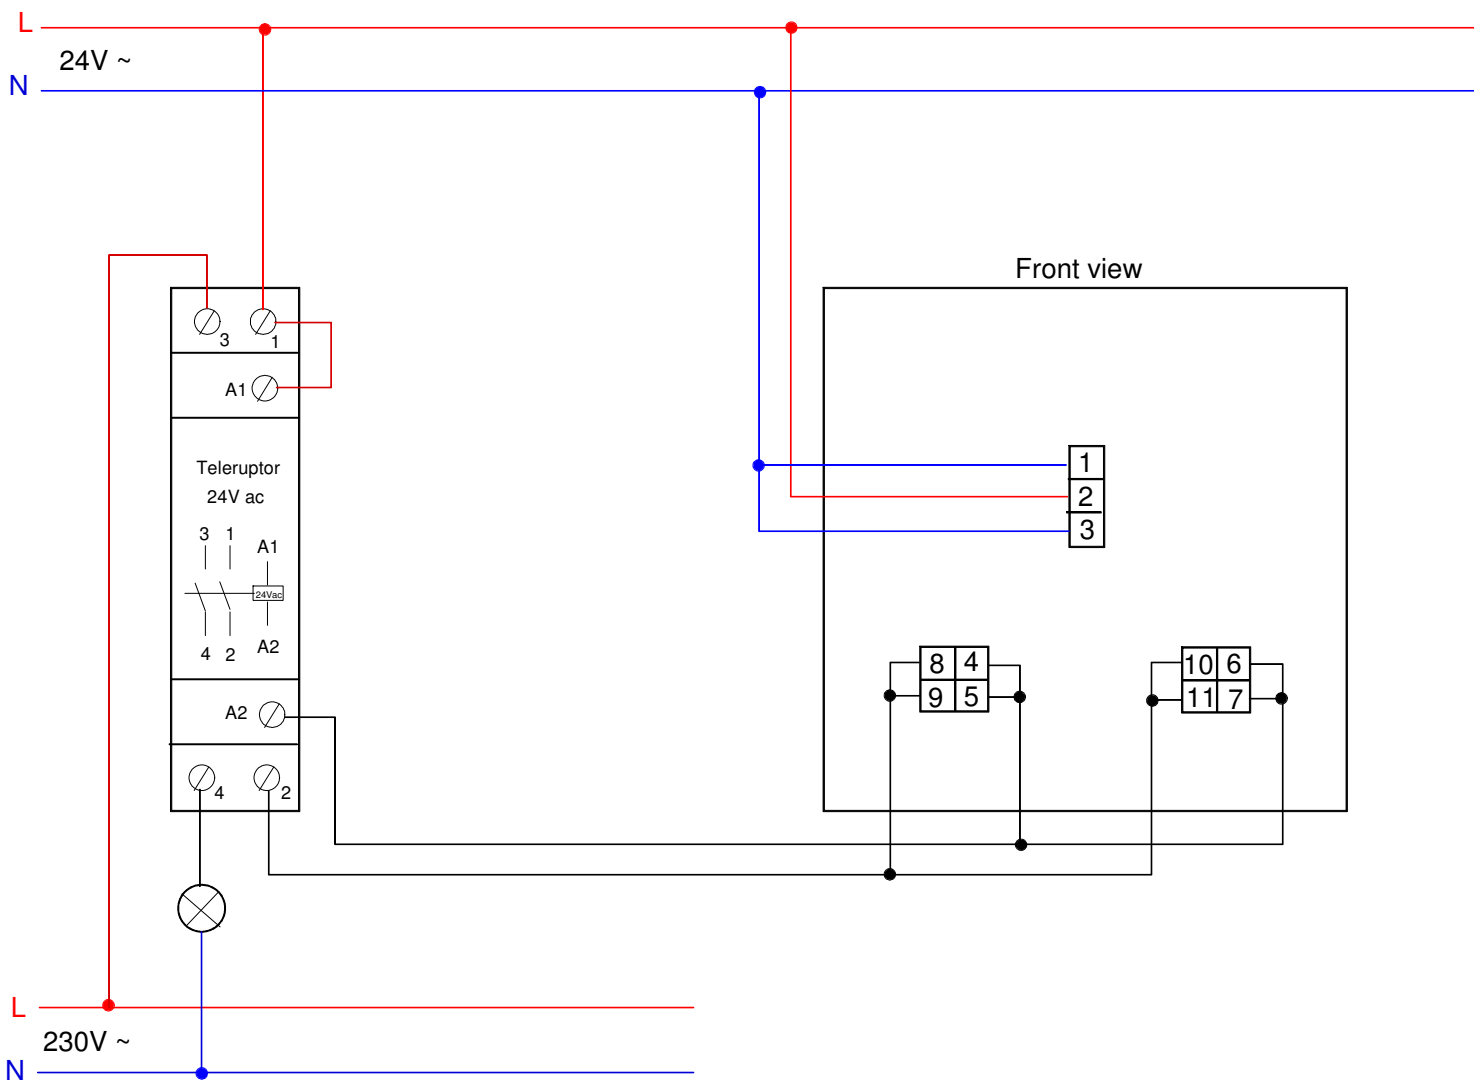 L
24V ~
N
Front view
3 1
A1
Teleruptor
24V ac
3 1
A1
24Vac
4 2
A2
A2
4 2
1
2
3
8 4
9 5
10 6
11 7
L
230V ~
N